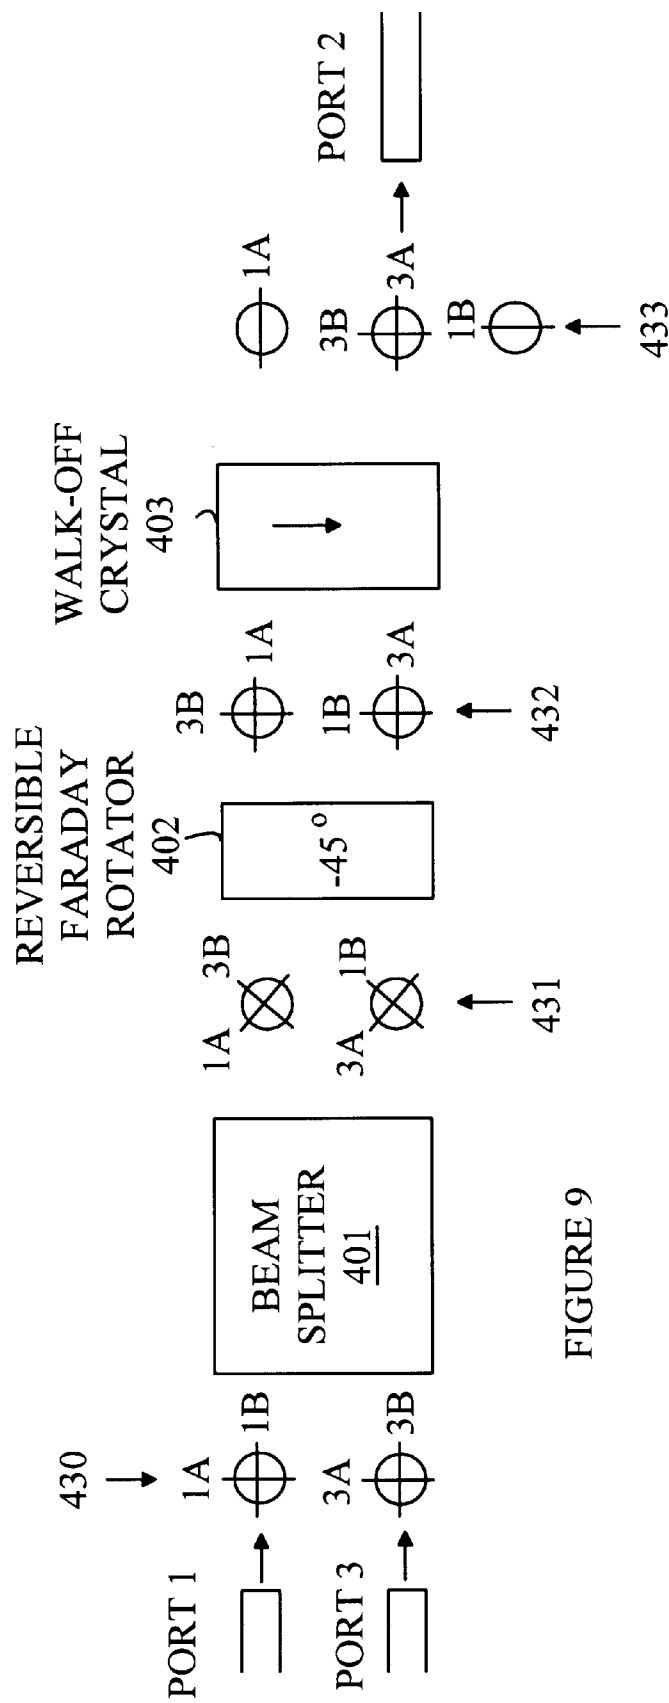 PORT 1
PORT 3
430
1A
1B
3A
3B
BEAM
SPLITTER
401
1A
3B
3A
1B
431
REVERSIBLE
FARADAY
ROTATOR
402
-45°
3B
1A
1B
3A
432
WALK-OFF
CRYSTAL
403
1A
3B
3A
1B
433
PORT 2
FIGURE 9